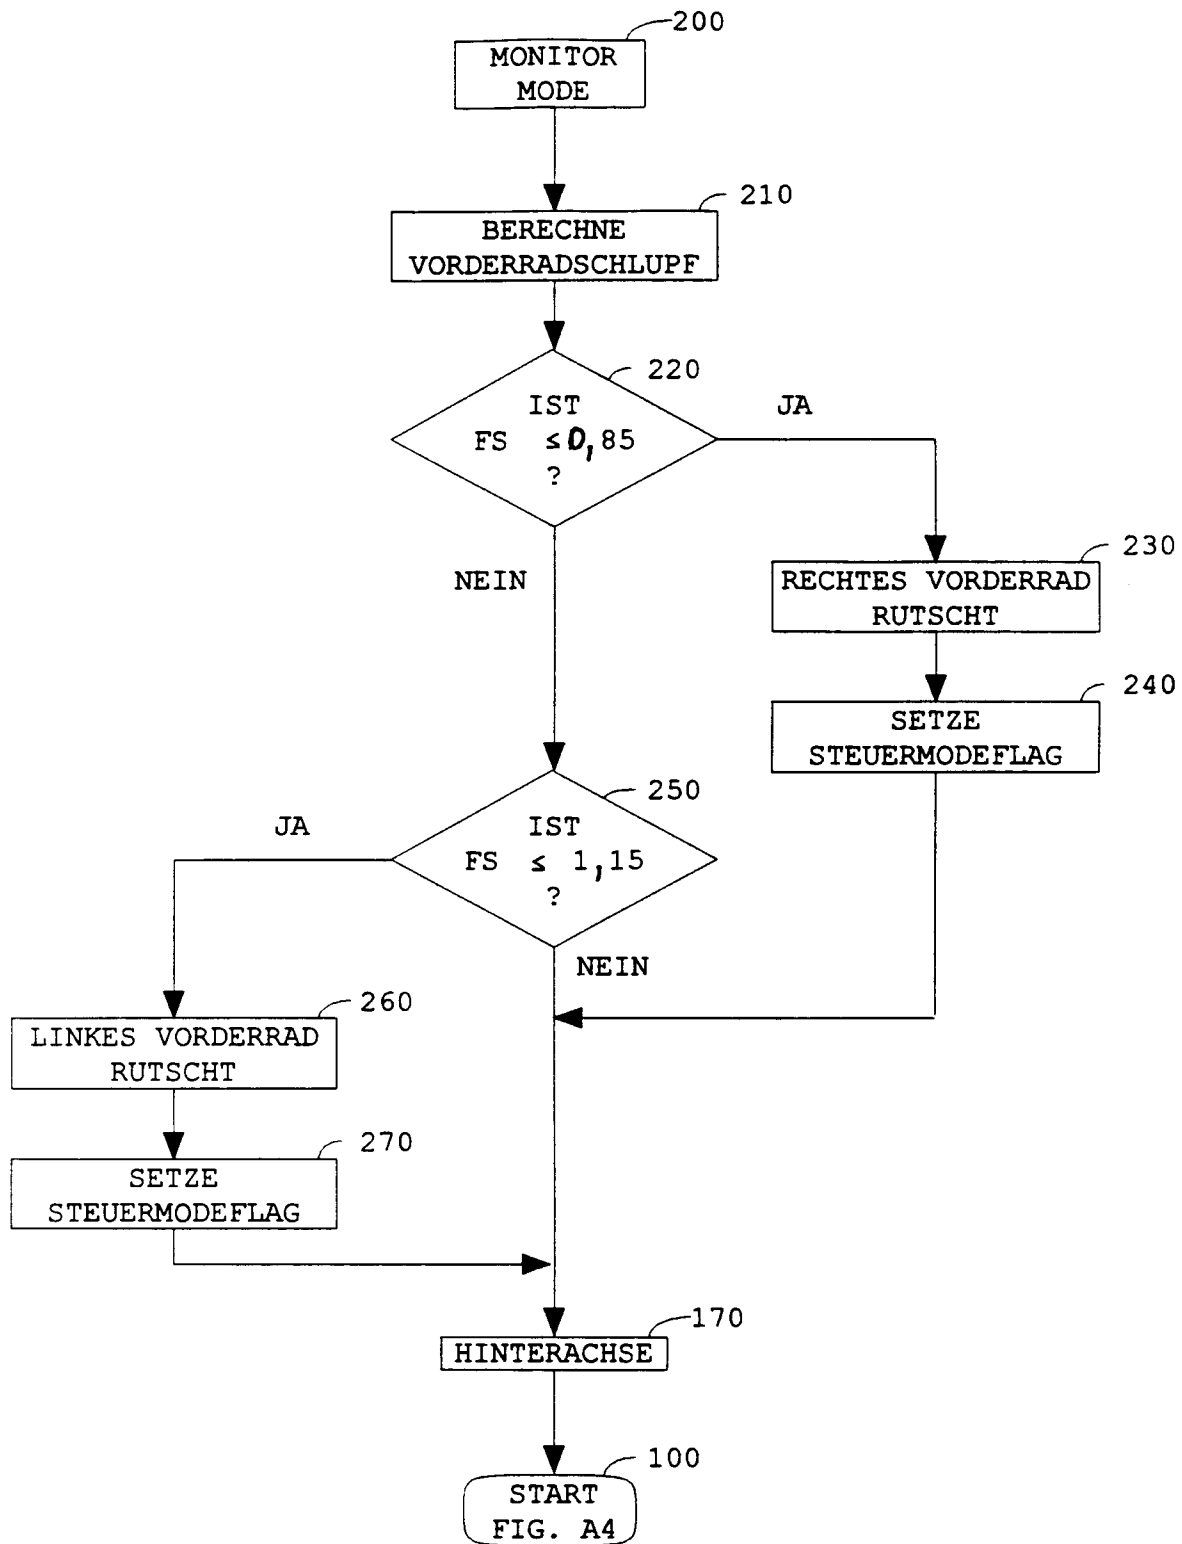 200
MONITOR
MODE
210
BERECHNE
VORDERRADSCHLUPF
220
IST
FS ≤ 0,85
?
JA
NEIN
230
RECHTES VORDERRAD
RUTSCHT
240
SETZE
STEUERMODEFLAG
250
IST
FS ≤ 1,15
?
JA
NEIN
260
LINKES VORDERRAD
RUTSCHT
270
SETZE
STEUERMODEFLAG
170
HINTERACHSE
100
START
FIG. A4